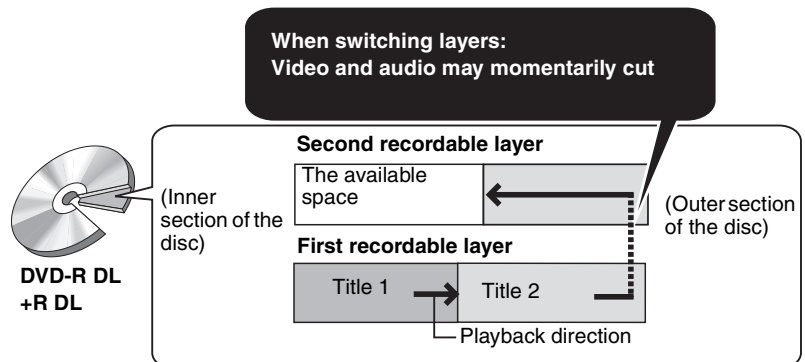 When switching layers:
Video and audio may momentarily cut
Second recordable layer
The available
space
(Inner
section of the
disc)
(Outer section
of the disc)
First recordable layer
DVD-R DL
+R DL
Title 1
Title 2
Playback direction